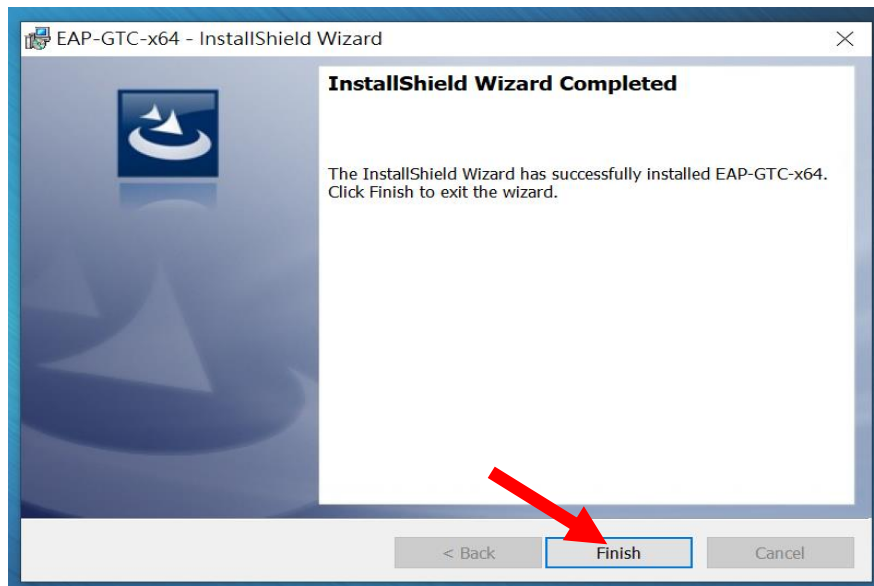 EAP-GTC-x64 - InstallShield Wizard
InstallShield Wizard Completed
The InstallShield Wizard has successfully installed EAP-GTC-x64.
Click Finish to exit the wizard.
< Back
Finish
Cancel